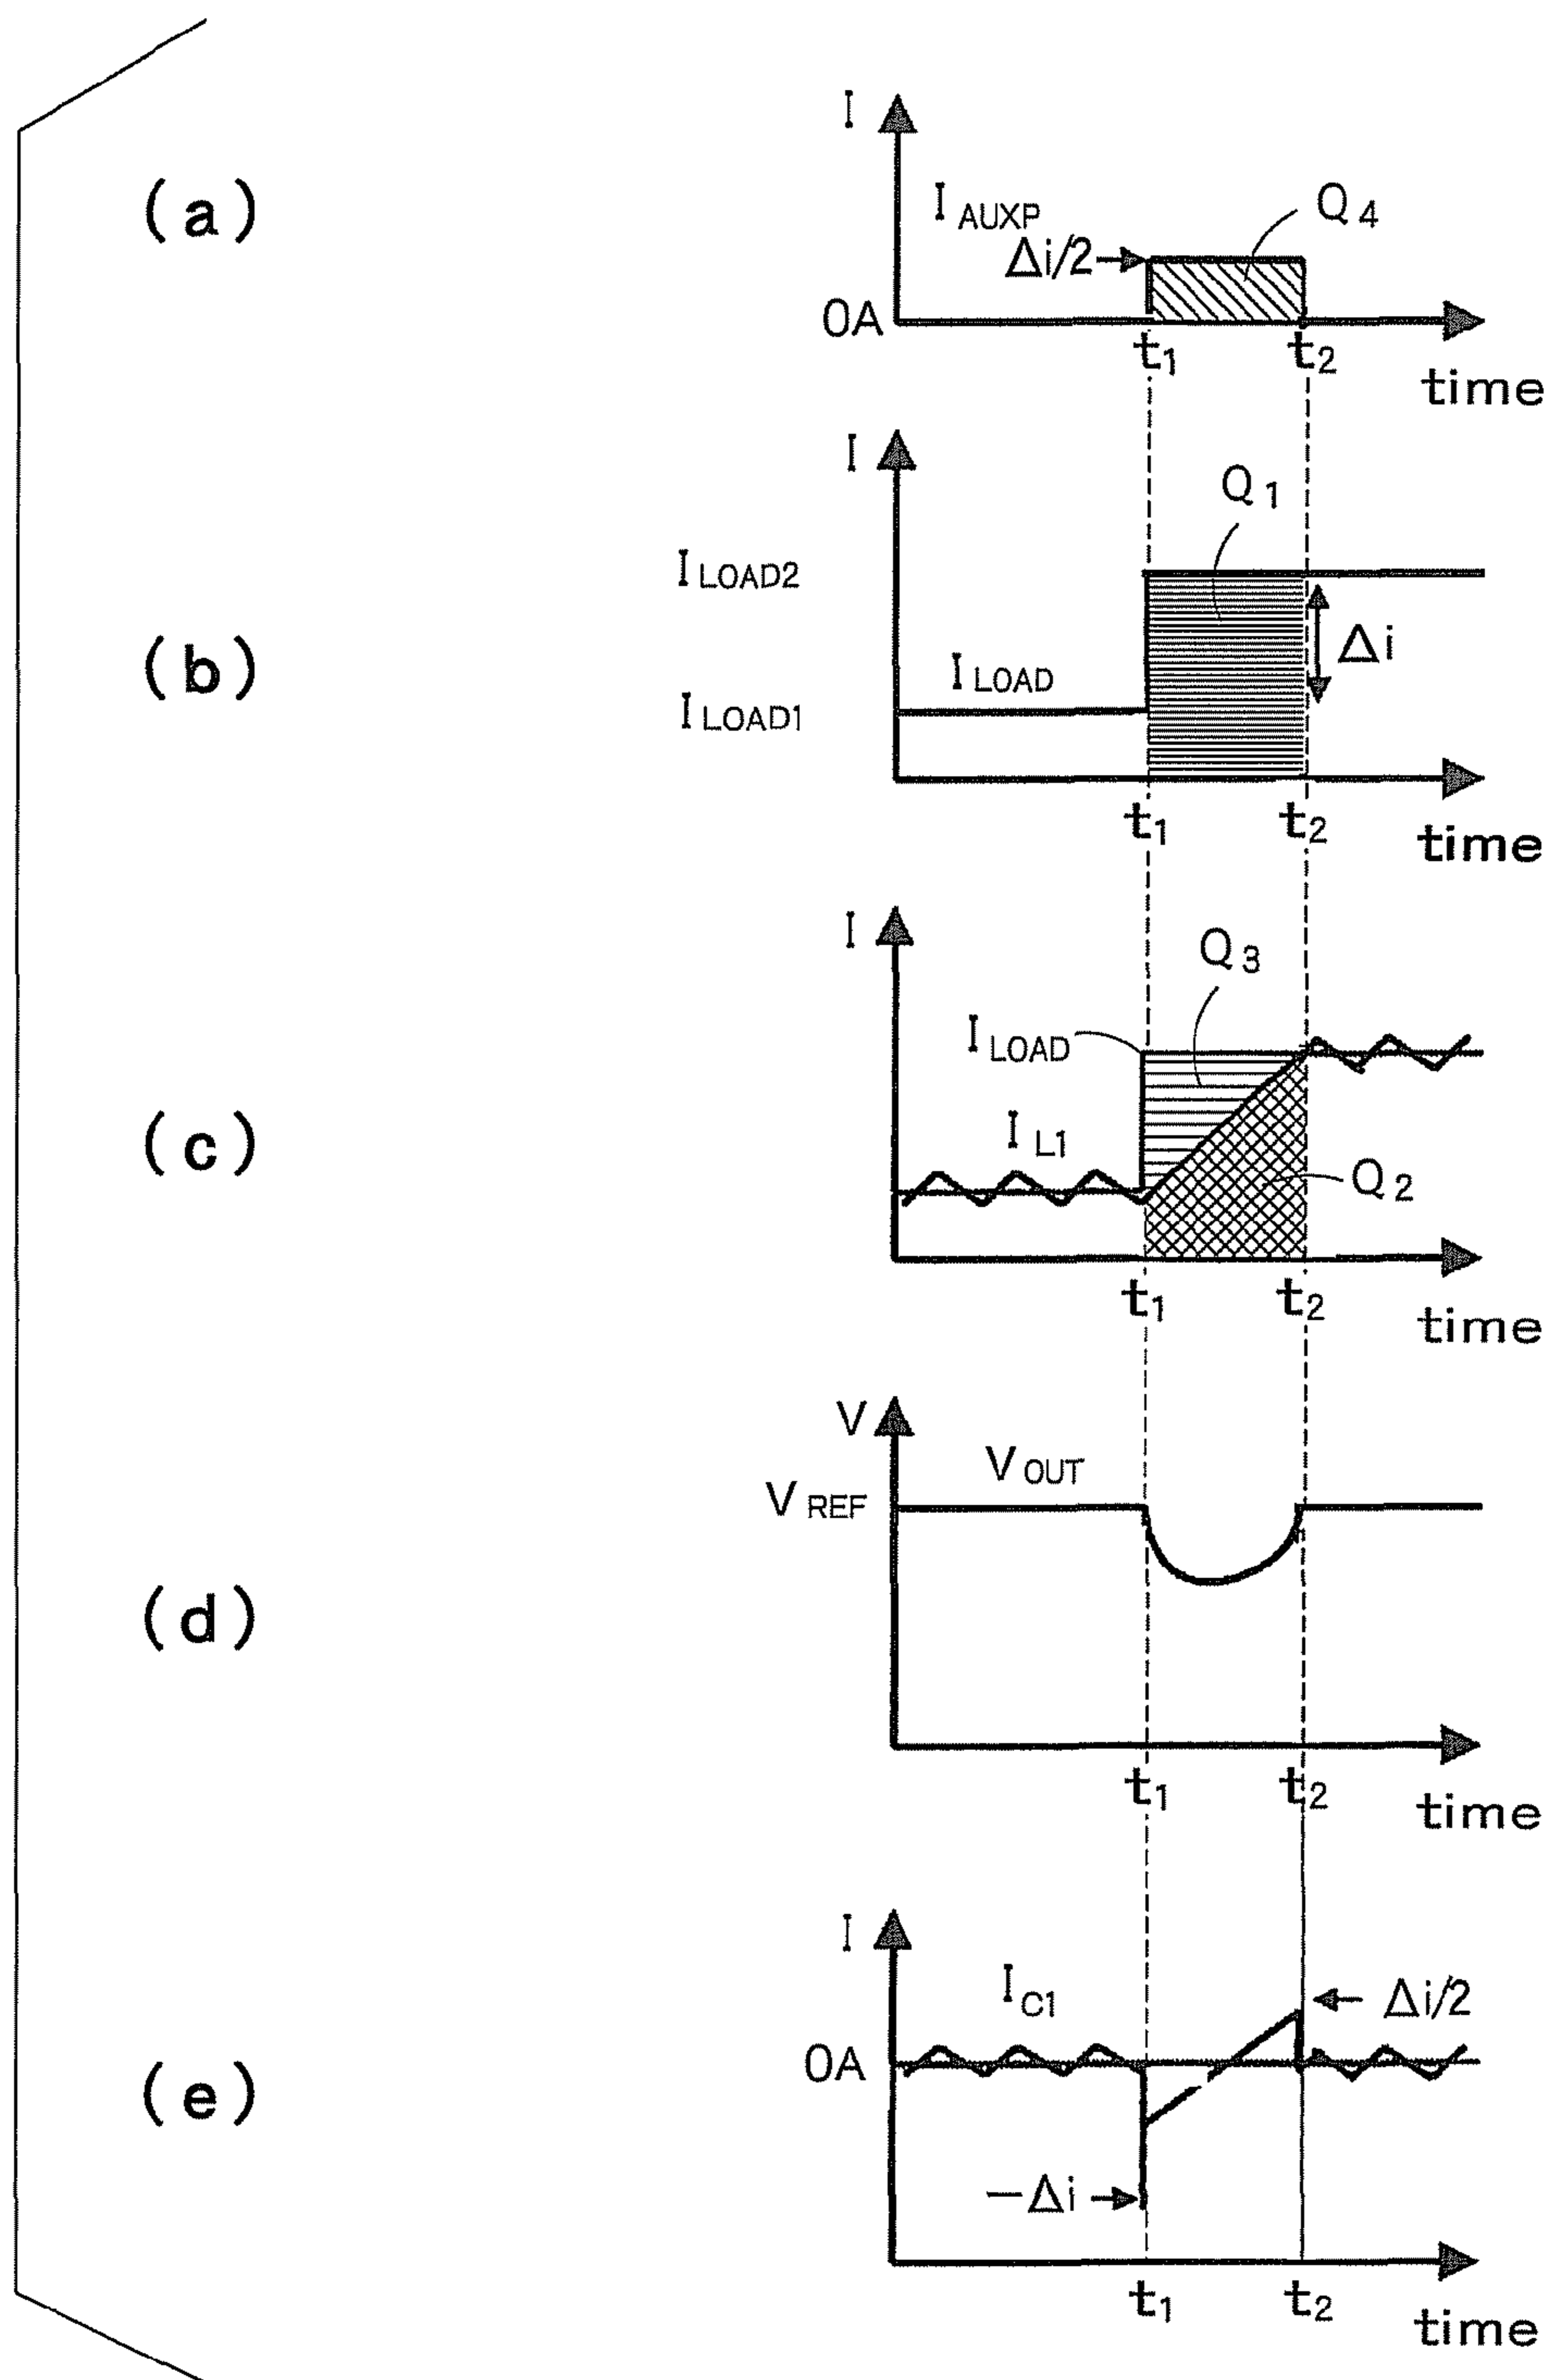 (a)
I
I AUXP
Q4
Δi/2
0A
t1
t2
time
(b)
I
Q1
I LOAD2
Δi
I LOAD
I LOAD1
t1
t2
time
(c)
I
Q3
I LOAD
I L1
Q2
t1
t2
time
(d)
V
V OUT
V REF
t1
t2
time
(e)
I
I C1
Δi/2
0A
−Δi
t1
t2
time